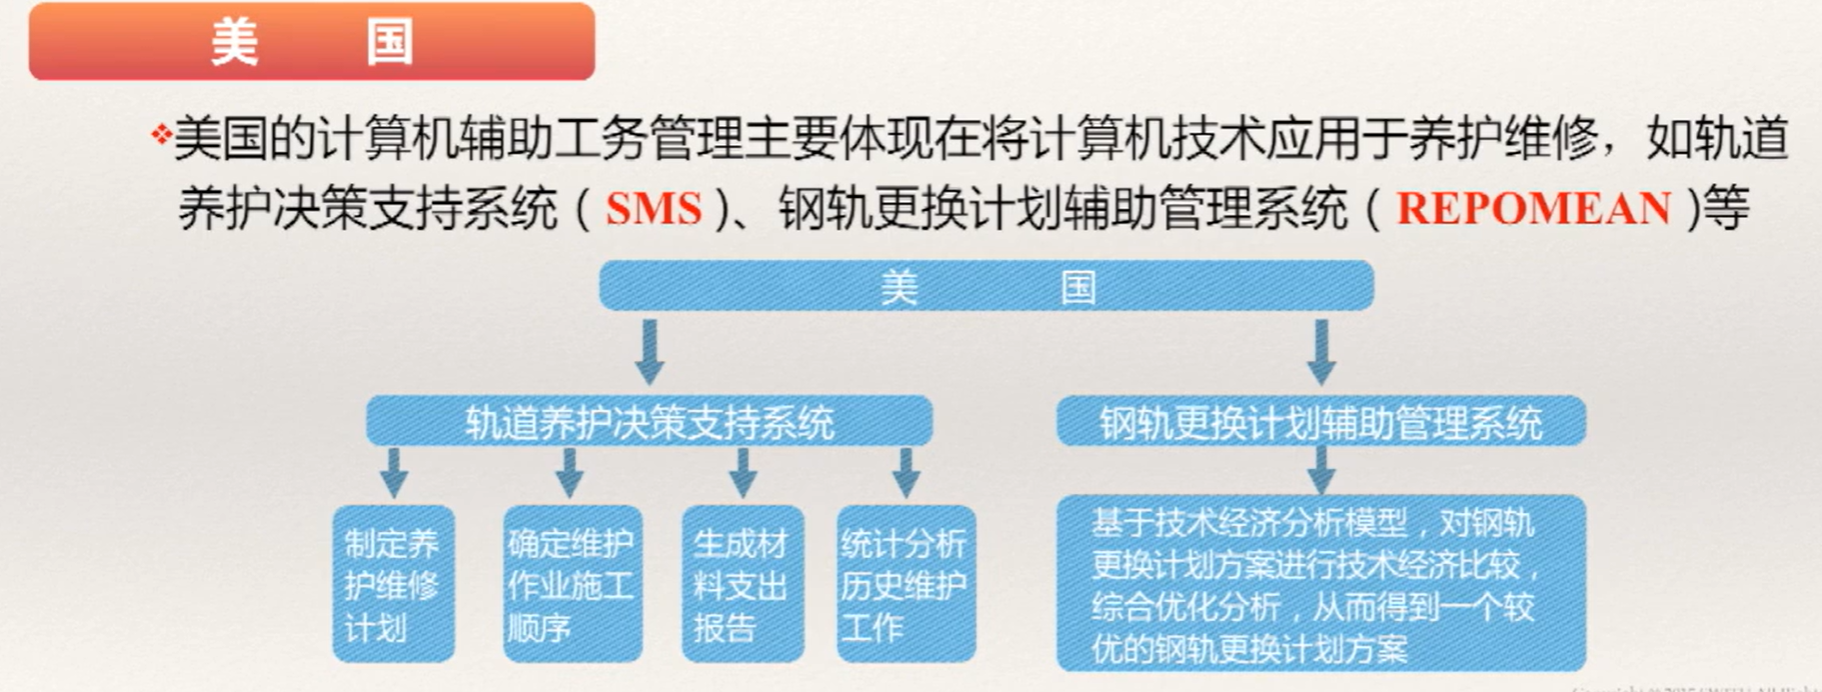 美 国
美国的计算机辅助工务管理主要体现在将计算机技术应用于养护维修，如轨道
养护决策支持系统（SMS）、钢轨更换计划辅助管理系统（REPOMEAN）等
美 国
轨道养护决策支持系统
钢轨更换计划辅助管理系统
制定养
护维修
计划
确定维护
作业施工
顺序
生成材
料支出
报告
统计分析
历史维护
工作
基于技术经济分析模型，对钢轨
更换计划方案进行技术经济比较，
综合优化分析，从而得到一个较
优的钢轨更换计划方案